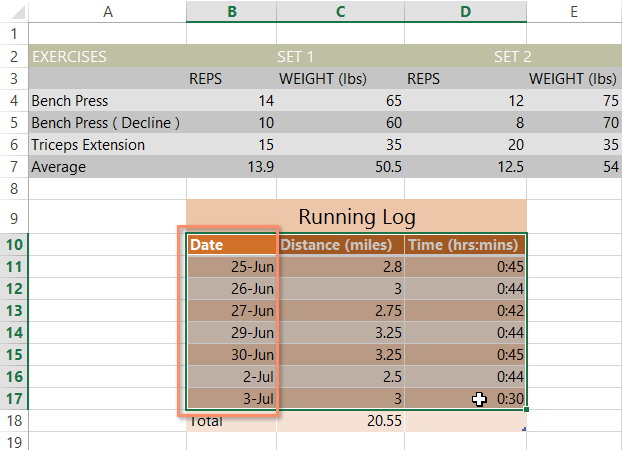 A B C D E
1
2 EXERCISES SET 1 SET 2
3 REPS WEIGHT (lbs) REPS WEIGHT (lbs)
4 Bench Press 14 65 12 75
5 Bench Press ( Decline ) 10 60 8 70
6 Triceps Extension 15 35 20 35
7 Average 13.9 50.5 12.5 54
8
9 Running Log
10 Date Distance (miles) Time (hrs:mins)
11 25-Jun 2.8 0:45
12 26-Jun 3 0:44
13 27-Jun 2.75 0:42
14 29-Jun 3.25 0:44
15 30-Jun 3.25 0:45
16 2-Jul 2.5 0:44
17 3-Jul 3 0:30
18 Total 20.55
19